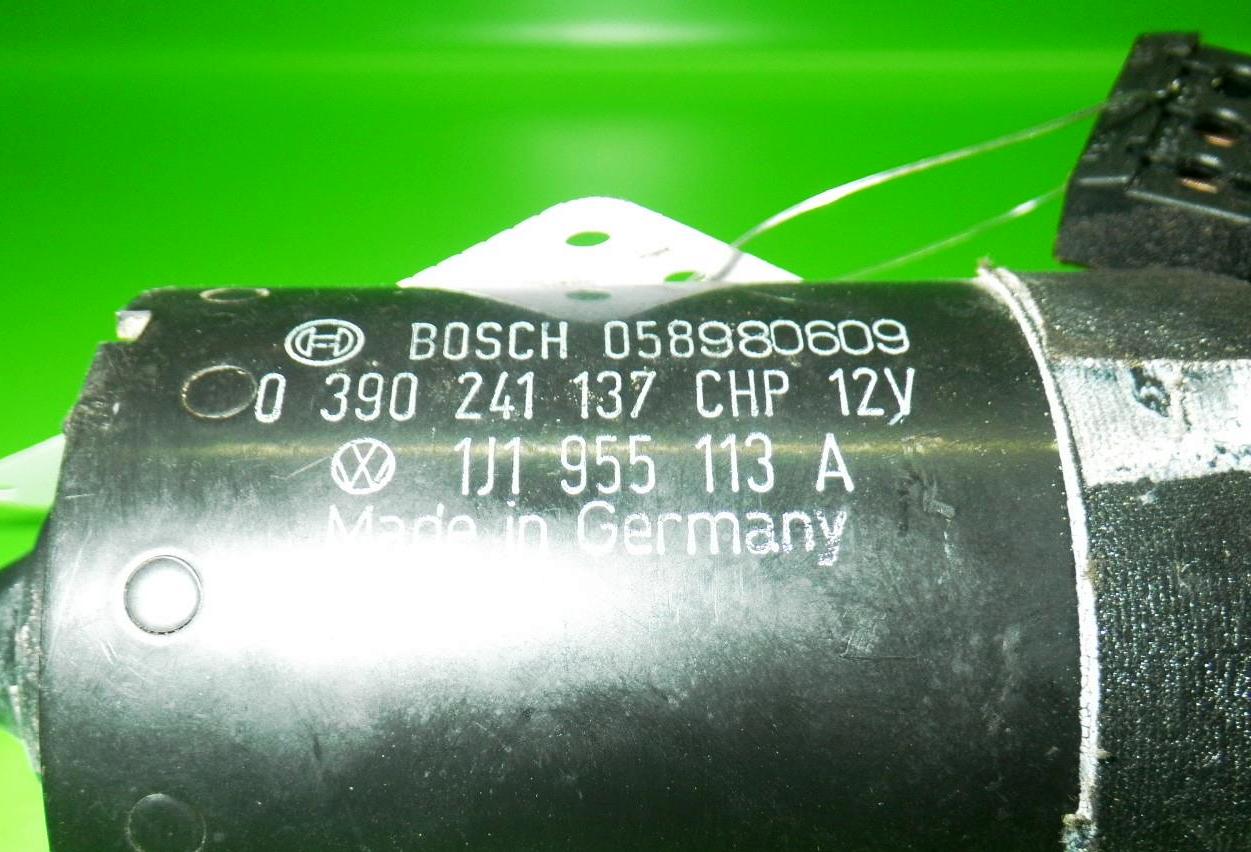 BOSCH 058980609
0 390 241 137 CHP 12V
1J1 955 113 A
Made in Germany